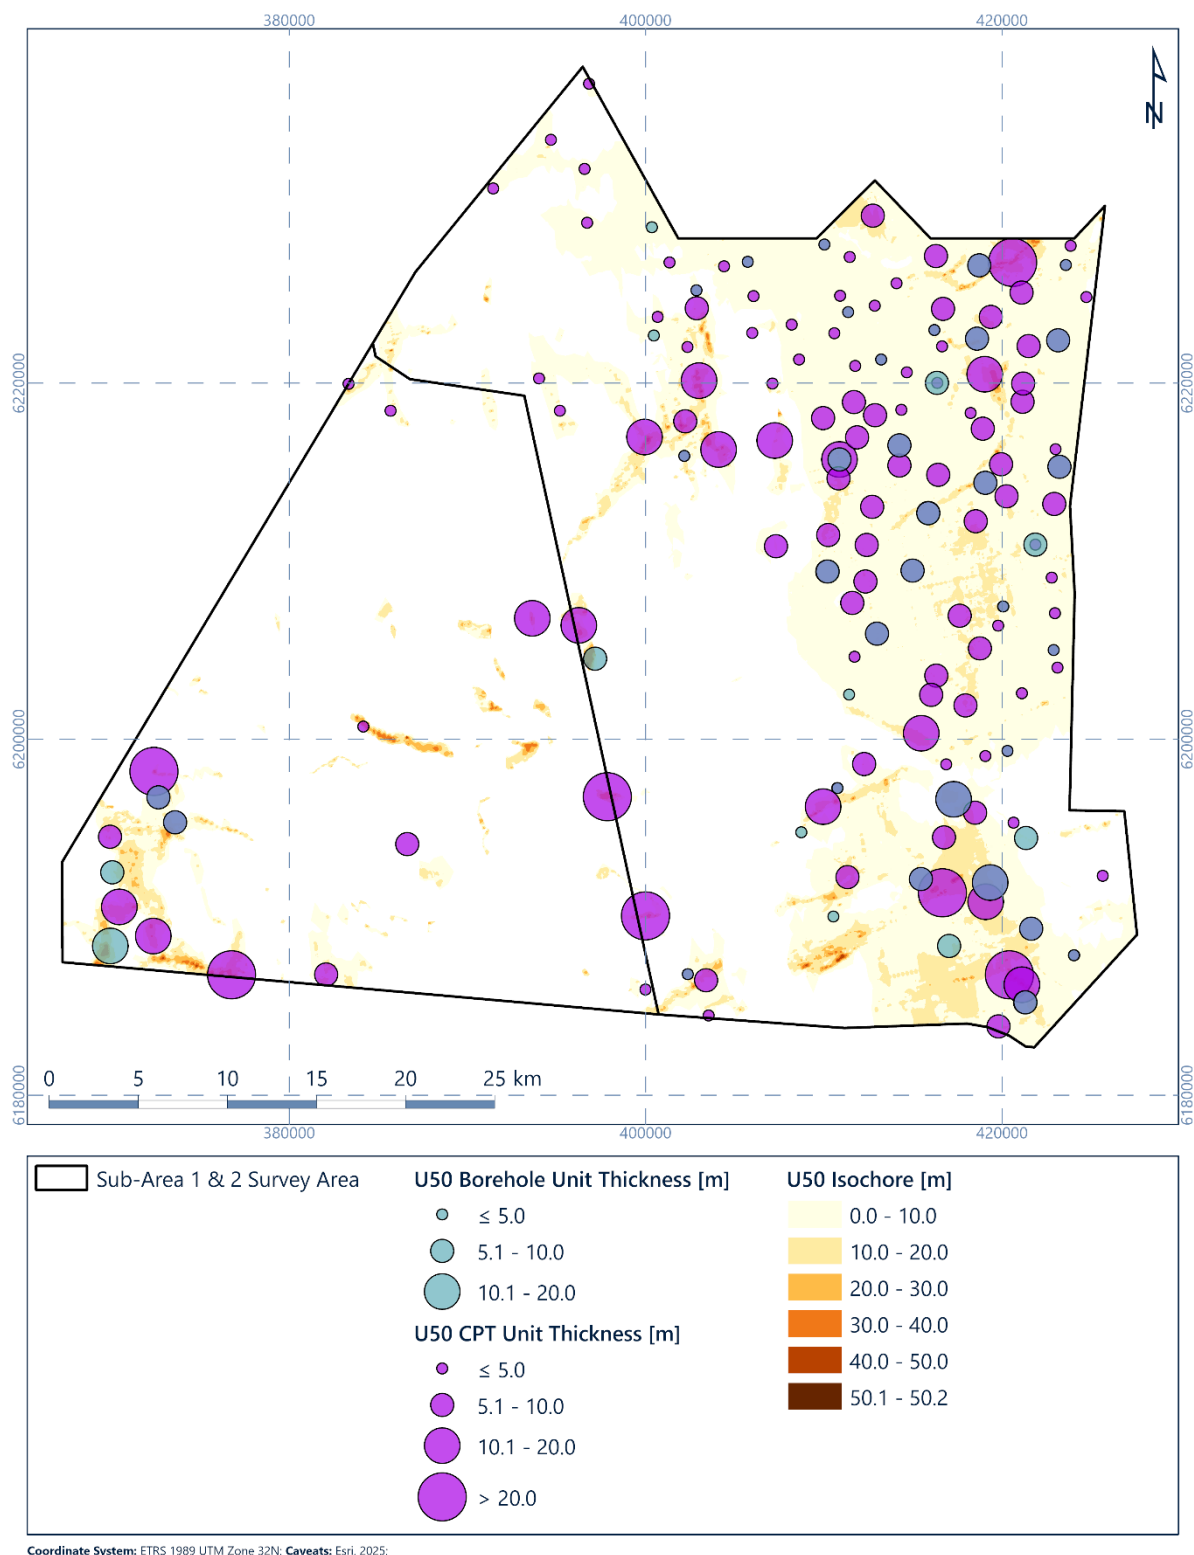 380000 400000 420000
N
6220000 6220000
6200000 6200000
6180000 6180000
0 5 10 15 20 25 km
380000 400000 420000
Sub-Area 1 & 2 Survey Area
U50 Borehole Unit Thickness [m]
≤ 5.0
5.1 - 10.0
10.1 - 20.0
U50 CPT Unit Thickness [m]
≤ 5.0
5.1 - 10.0
10.1 - 20.0
> 20.0
U50 Isochore [m]
0.0 - 10.0
10.0 - 20.0
20.0 - 30.0
30.0 - 40.0
40.0 - 50.0
50.1 - 50.2
Coordinate System: ETRS 1989 UTM Zone 32N; Caveats: Esri, 2025;